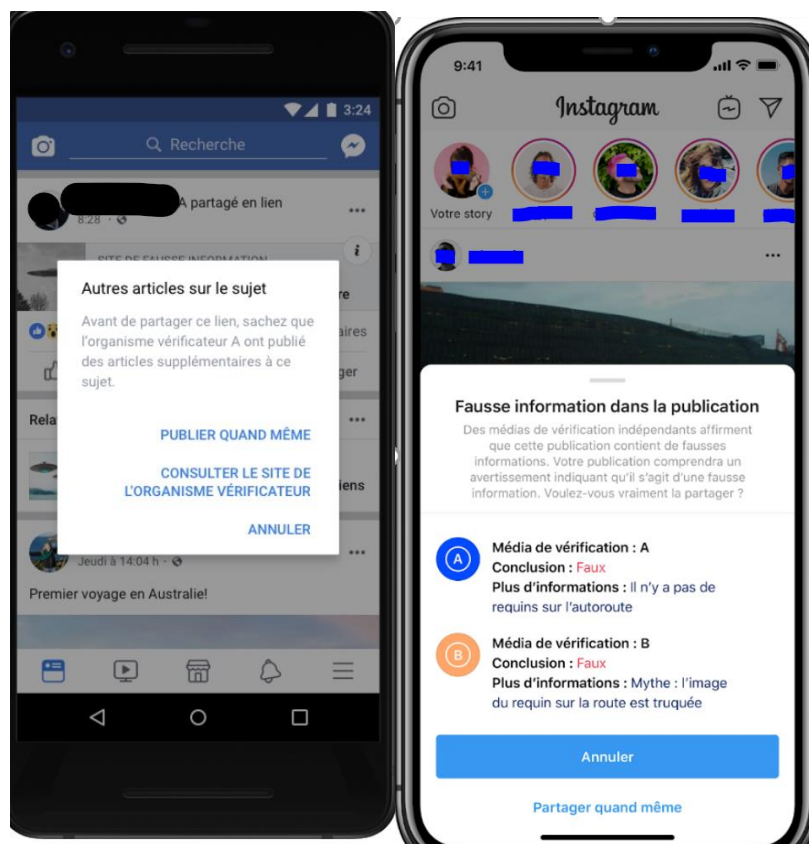 3:24
Recherche
A partagé en lien
8:28
SITE DE FAUSSE INFORMATION
re
Autres articles sur le sujet
Avant de partager ce lien, sachez que
l'organisme vérificateur A ont publié
des articles supplémentaires à ce
sujet.
aires
ger
Rela
PUBLIER QUAND MÊME
CONSULTER LE SITE DE
L'ORGANISME VÉRIFICATEUR
iens
ANNULER
Jeudi à 14:04 h
Premier voyage en Australie!
9:41
Instagram
Votre story
Fausse information dans la publication
Des médias de vérification indépendants affirment
que cette publication contient de fausses
informations. Votre publication comprendra un
avertissement indiquant qu'il s'agit d'une fausse
information. Voulez-vous vraiment la partager ?
A
Média de vérification : A
Conclusion : Faux
Plus d'informations : Il n'y a pas de
requins sur l'autoroute
B
Média de vérification : B
Conclusion : Faux
Plus d'informations : Mythe : l'image
du requin sur la route est truquée
Annuler
Partager quand même